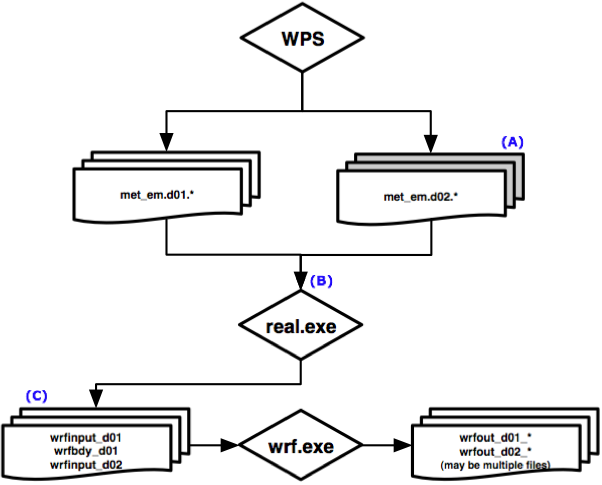 WPS
(A)
met_em.d01.*
met_em.d02.*
(B)
real.exe
(C)
wrfinput_d01
wrfbdy_d01
wrfinput_d02
wrf.exe
wrfout_d01_*
wrfout_d02_*
(may be multiple files)